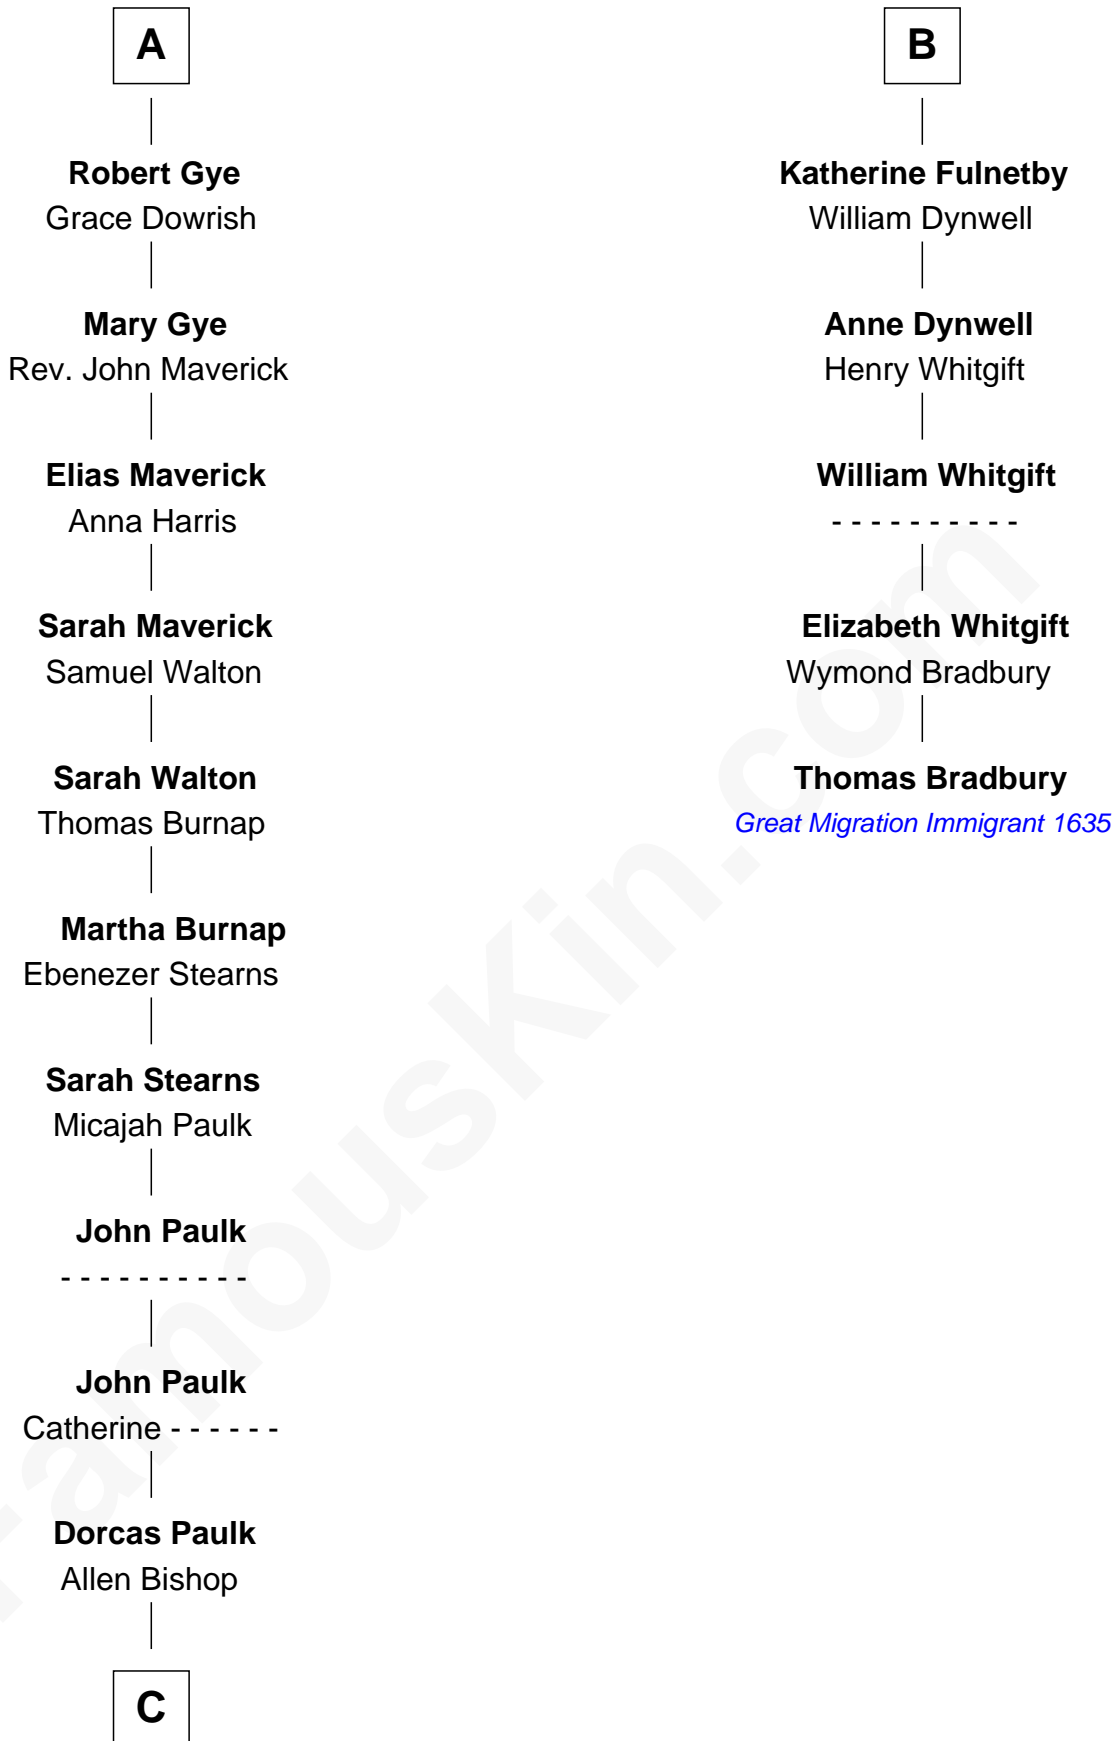 A
Robert Gye
Grace Dowrish
Mary Gye
Rev. John Maverick
Elias Maverick
Anna Harris
Sarah Maverick
Samuel Walton
Sarah Walton
Thomas Burnap
Martha Burnap
Ebenezer Stearns
Sarah Stearns
Micajah Paulk
John Paulk
- - - - - - - - - -
John Paulk
Catherine - - - - - -
Dorcas Paulk
Allen Bishop
C
B
Katherine Fulnetby
William Dynwell
Anne Dynwell
Henry Whitgift
William Whitgift
- - - - - - - - - -
Elizabeth Whitgift
Wymond Bradbury
Thomas Bradbury
Great Migration Immigrant 1635
FamousKin.com